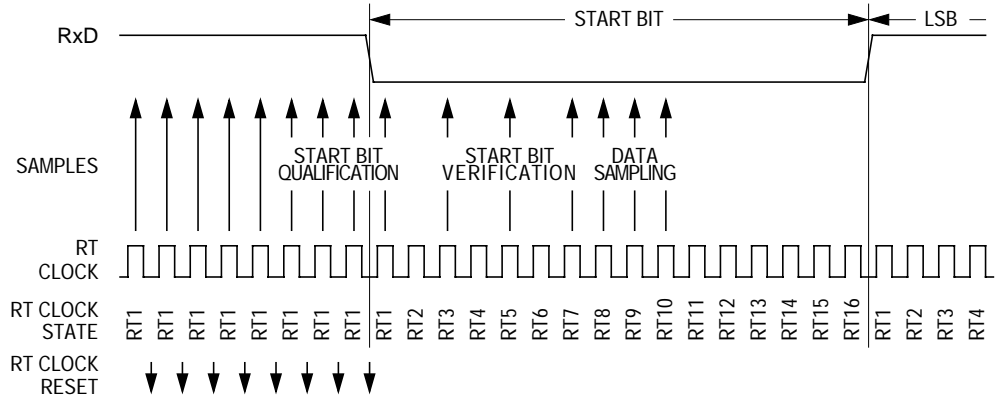 START BIT
LSB
RxD
SAMPLES
START BIT
QUALIFICATION
START BIT
VERIFICATION
DATA
SAMPLING
RT
CLOCK
RT CLOCK
STATE
RT1 RT1 RT1 RT1 RT1 RT1 RT1 RT1 RT1 RT2 RT3 RT4 RT5 RT6 RT7 RT8 RT9 RT10 RT11 RT12 RT13 RT14 RT15 RT16 RT1 RT2 RT3 RT4
RT CLOCK
RESET